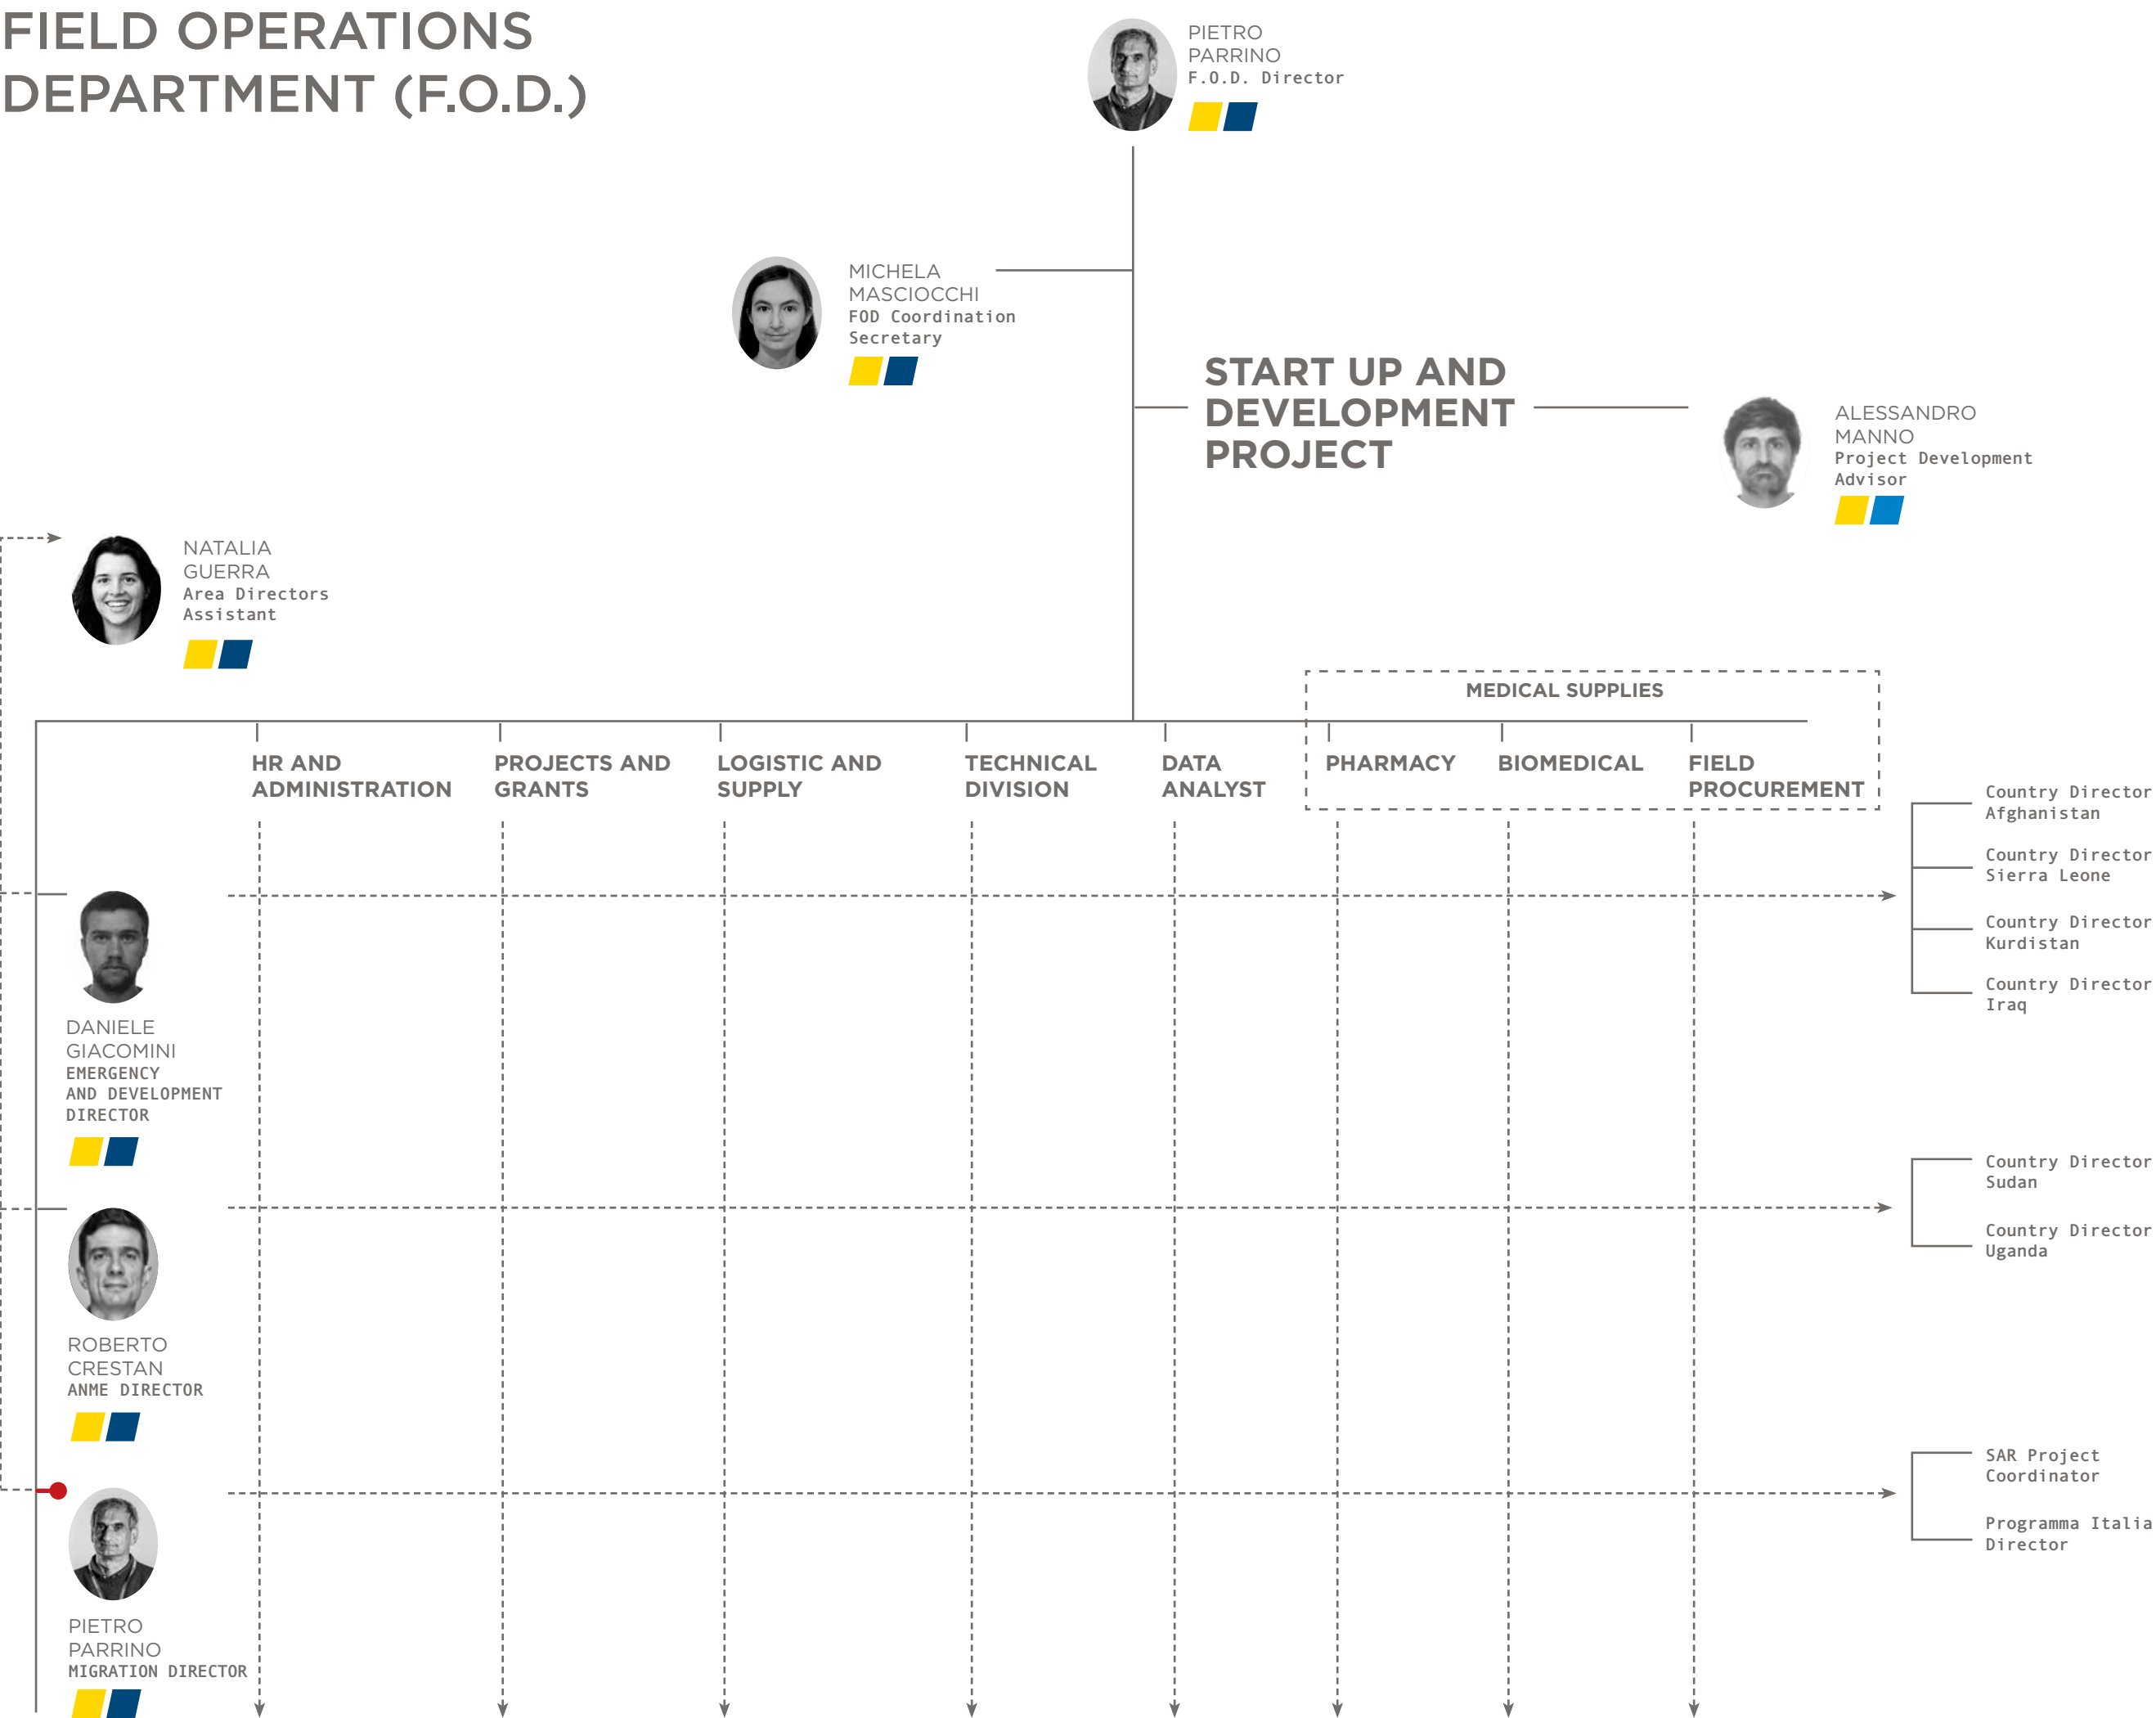 FIELD OPERATIONS
DEPARTMENT (F.O.D.)
PIETRO
PARRINO
F.O.D. Director
MICHELA
MASCIOCCHI
FOD Coordination
Secretary
START UP AND
DEVELOPMENT
PROJECT
ALESSANDRO
MANNO
Project Development
Advisor
NATALIA
GUERRA
Area Directors
Assistant
MEDICAL SUPPLIES
HR AND
ADMINISTRATION
PROJECTS AND
GRANTS
LOGISTIC AND
SUPPLY
TECHNICAL
DIVISION
DATA
ANALYST
PHARMACY
BIOMEDICAL
FIELD
PROCUREMENT
Country Director
Afghanistan
Country Director
Sierra Leone
Country Director
Kurdistan
Country Director
Iraq
DANIELE
GIACOMINI
EMERGENCY
AND DEVELOPMENT
DIRECTOR
Country Director
Sudan
Country Director
Uganda
ROBERTO
CRESTAN
ANME DIRECTOR
SAR Project
Coordinator
Programma Italia
Director
PIETRO
PARRINO
MIGRATION DIRECTOR